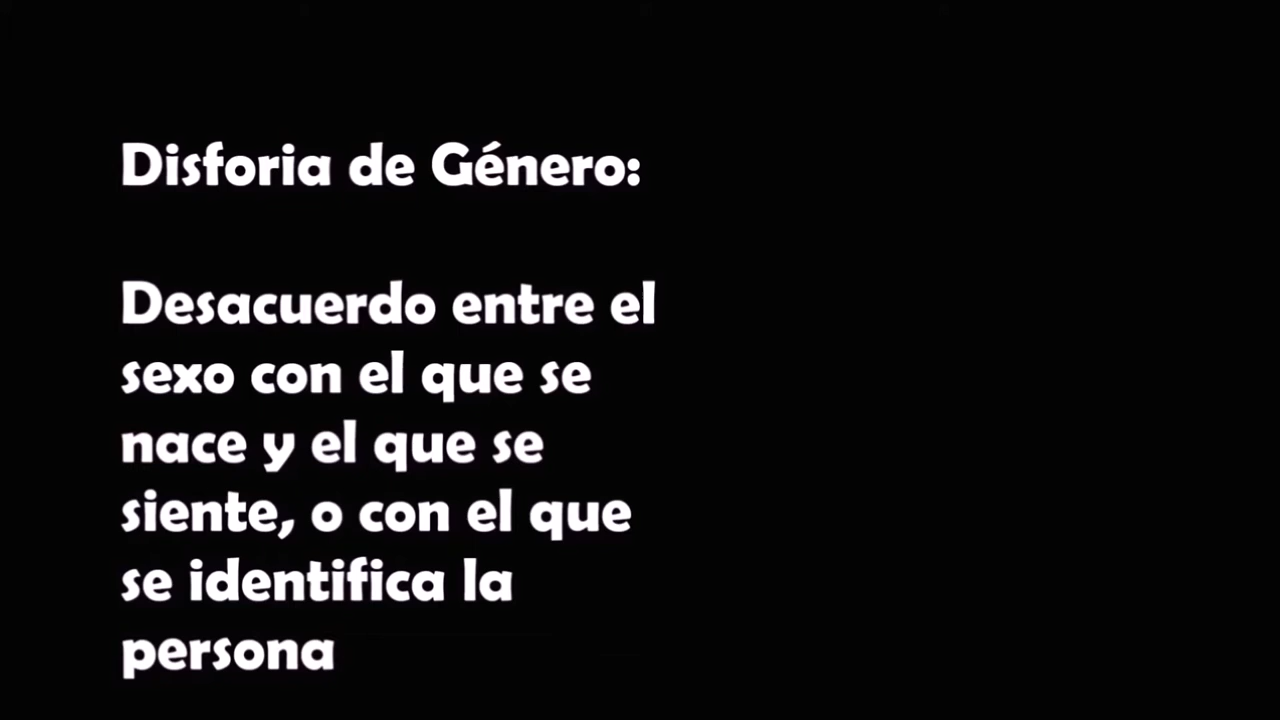 Disforia de Género:
Desacuerdo entre el
sexo con el que se
nace y el que se
siente, o con el que
se identifica la
persona